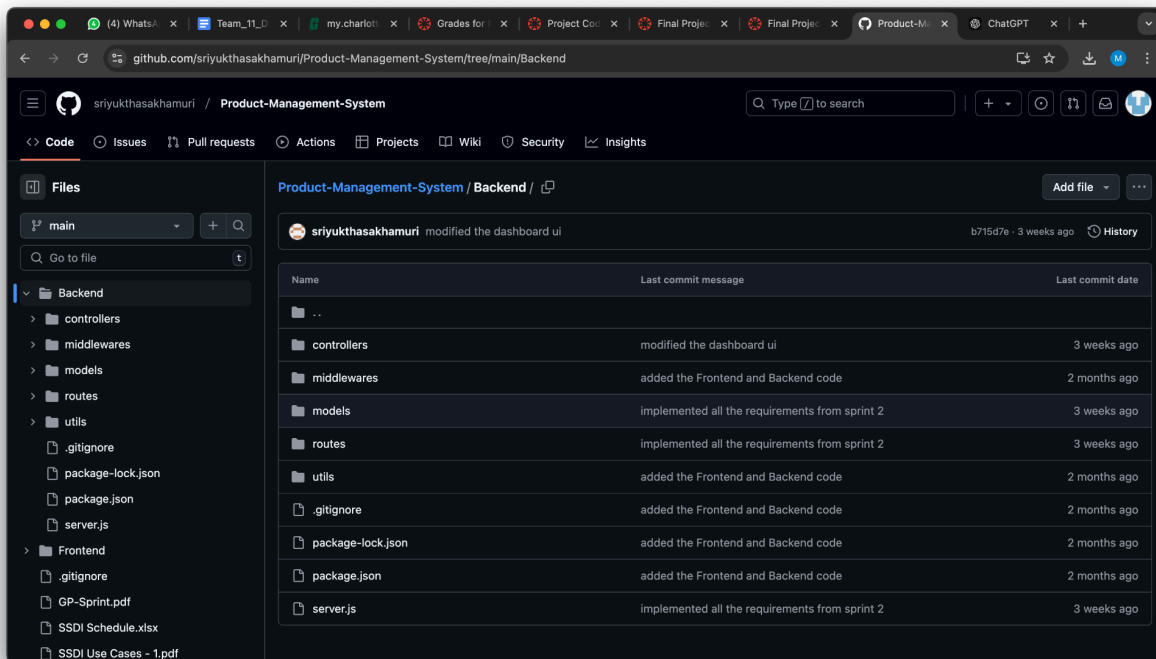 (4) WhatsA
Team_11_D
my.charlott
Grades for
Project Cod
Final Projec
Final Projec
Product-Ma
ChatGPT
github.com/sriyukthasakhamuri/Product-Management-System/tree/main/Backend
M
sriyukthasakhamuri / Product-Management-System
Type / to search
Code Issues Pull requests Actions Projects Wiki Security Insights
Files
main
Go to file t
Backend
controllers
middlewares
models
routes
utils
.gitignore
package-lock.json
package.json
server.js
Frontend
.gitignore
GP-Sprint.pdf
SSDI Schedule.xlsx
SSDI Use Cases - 1.pdf
Product-Management-System / Backend /
Add file
sriyukthasakhamuri modified the dashboard ui b715d7e · 3 weeks ago History
Name Last commit message Last commit date
..
controllers modified the dashboard ui 3 weeks ago
middlewares added the Frontend and Backend code 2 months ago
models implemented all the requirements from sprint 2 3 weeks ago
routes implemented all the requirements from sprint 2 3 weeks ago
utils added the Frontend and Backend code 2 months ago
.gitignore added the Frontend and Backend code 2 months ago
package-lock.json added the Frontend and Backend code 2 months ago
package.json added the Frontend and Backend code 2 months ago
server.js implemented all the requirements from sprint 2 3 weeks ago